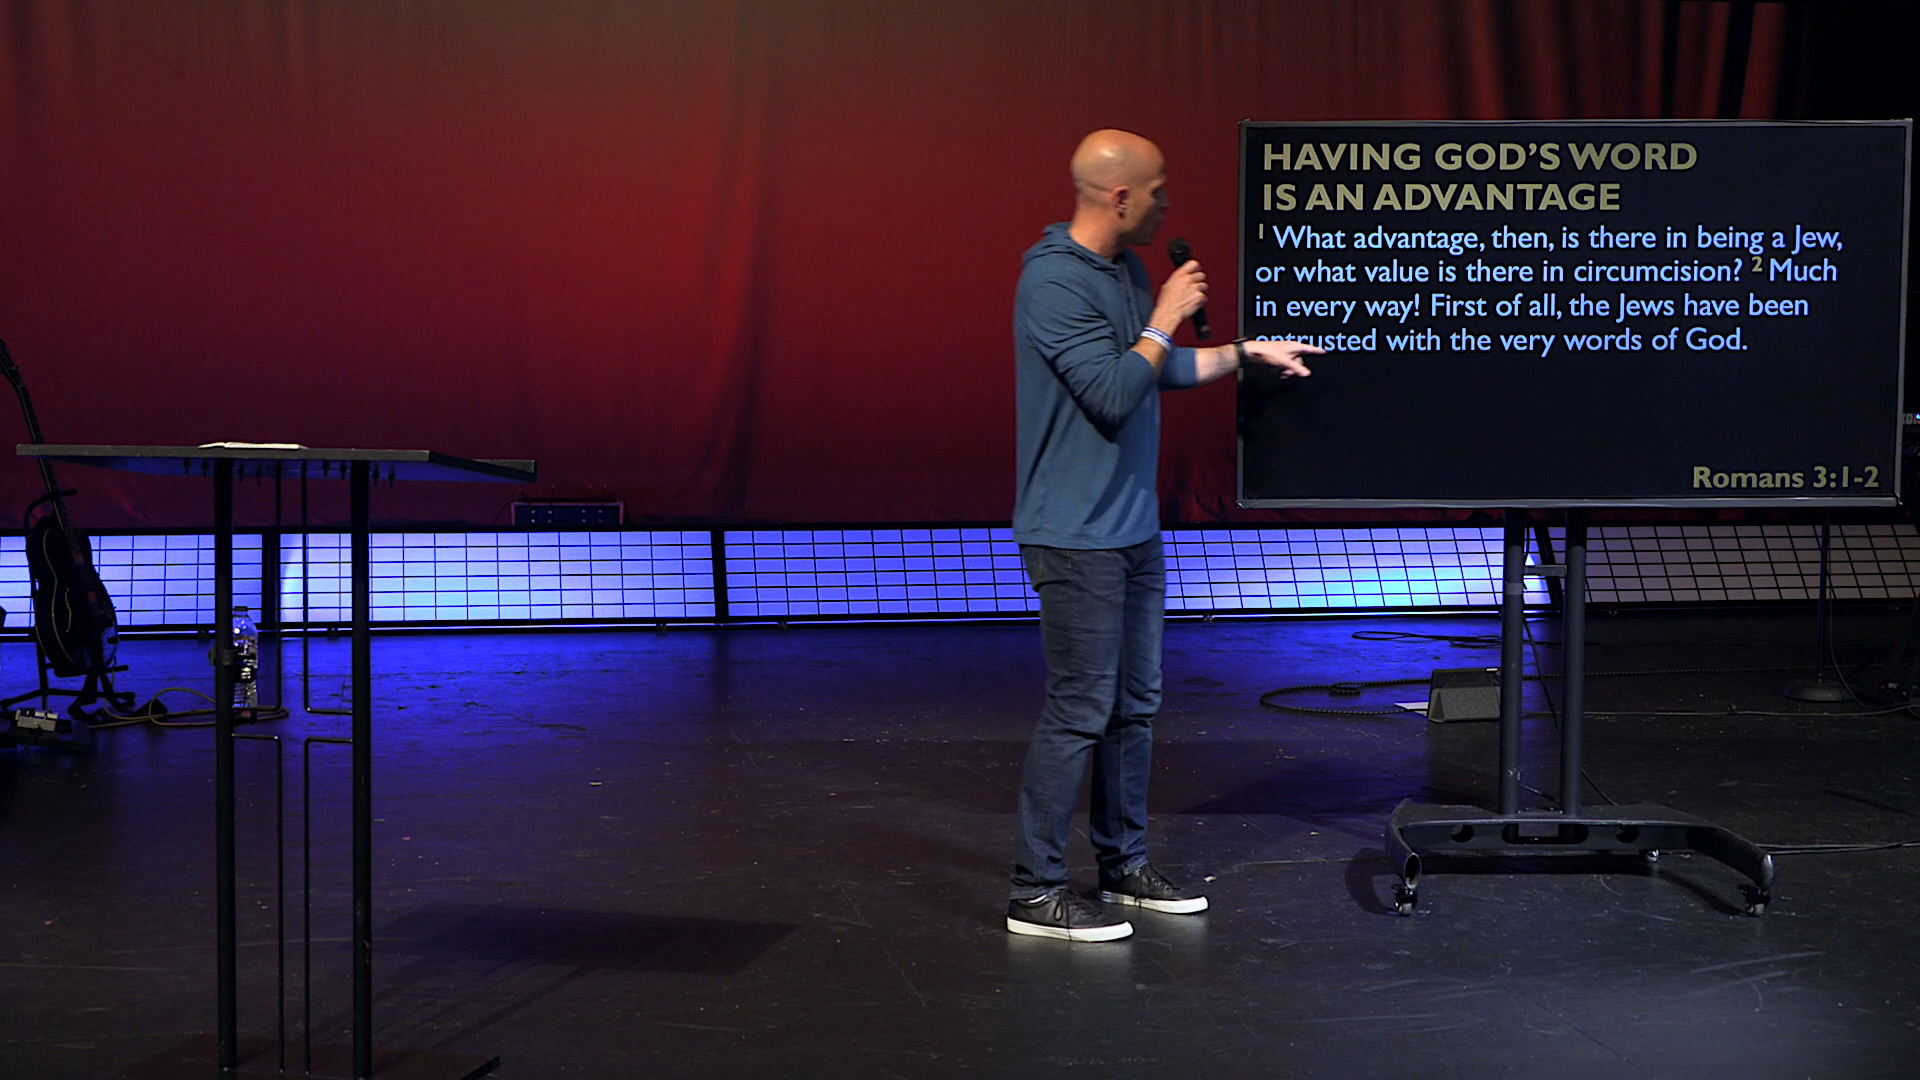 HAVING GOD'S WORD
IS AN ADVANTAGE
1 What advantage, then, is there in being a Jew,
or what value is there in circumcision? 2 Much
in every way! First of all, the Jews have been
entrusted with the very words of God.
Romans 3:1-2